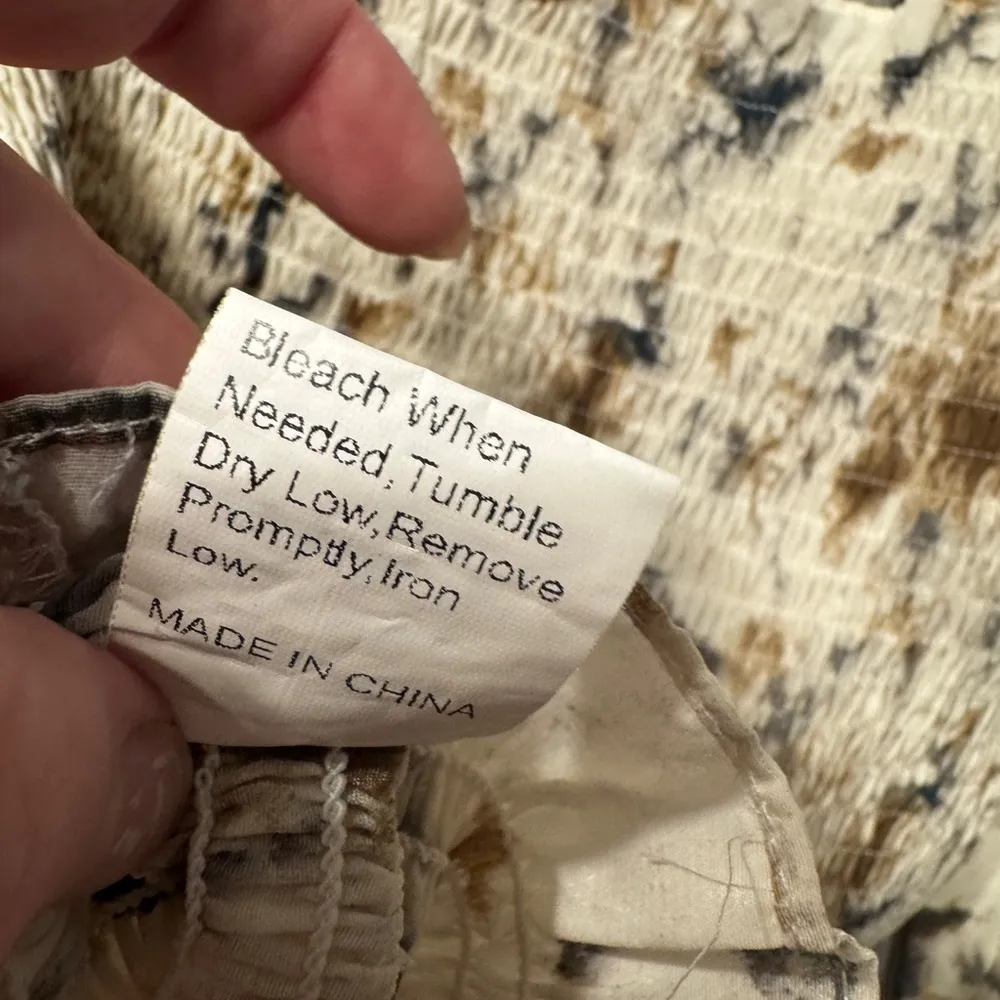 Bleach When
Needed,Tumble
Dry Low,Remove
Promptly,Iron
Low.
MADE IN CHINA